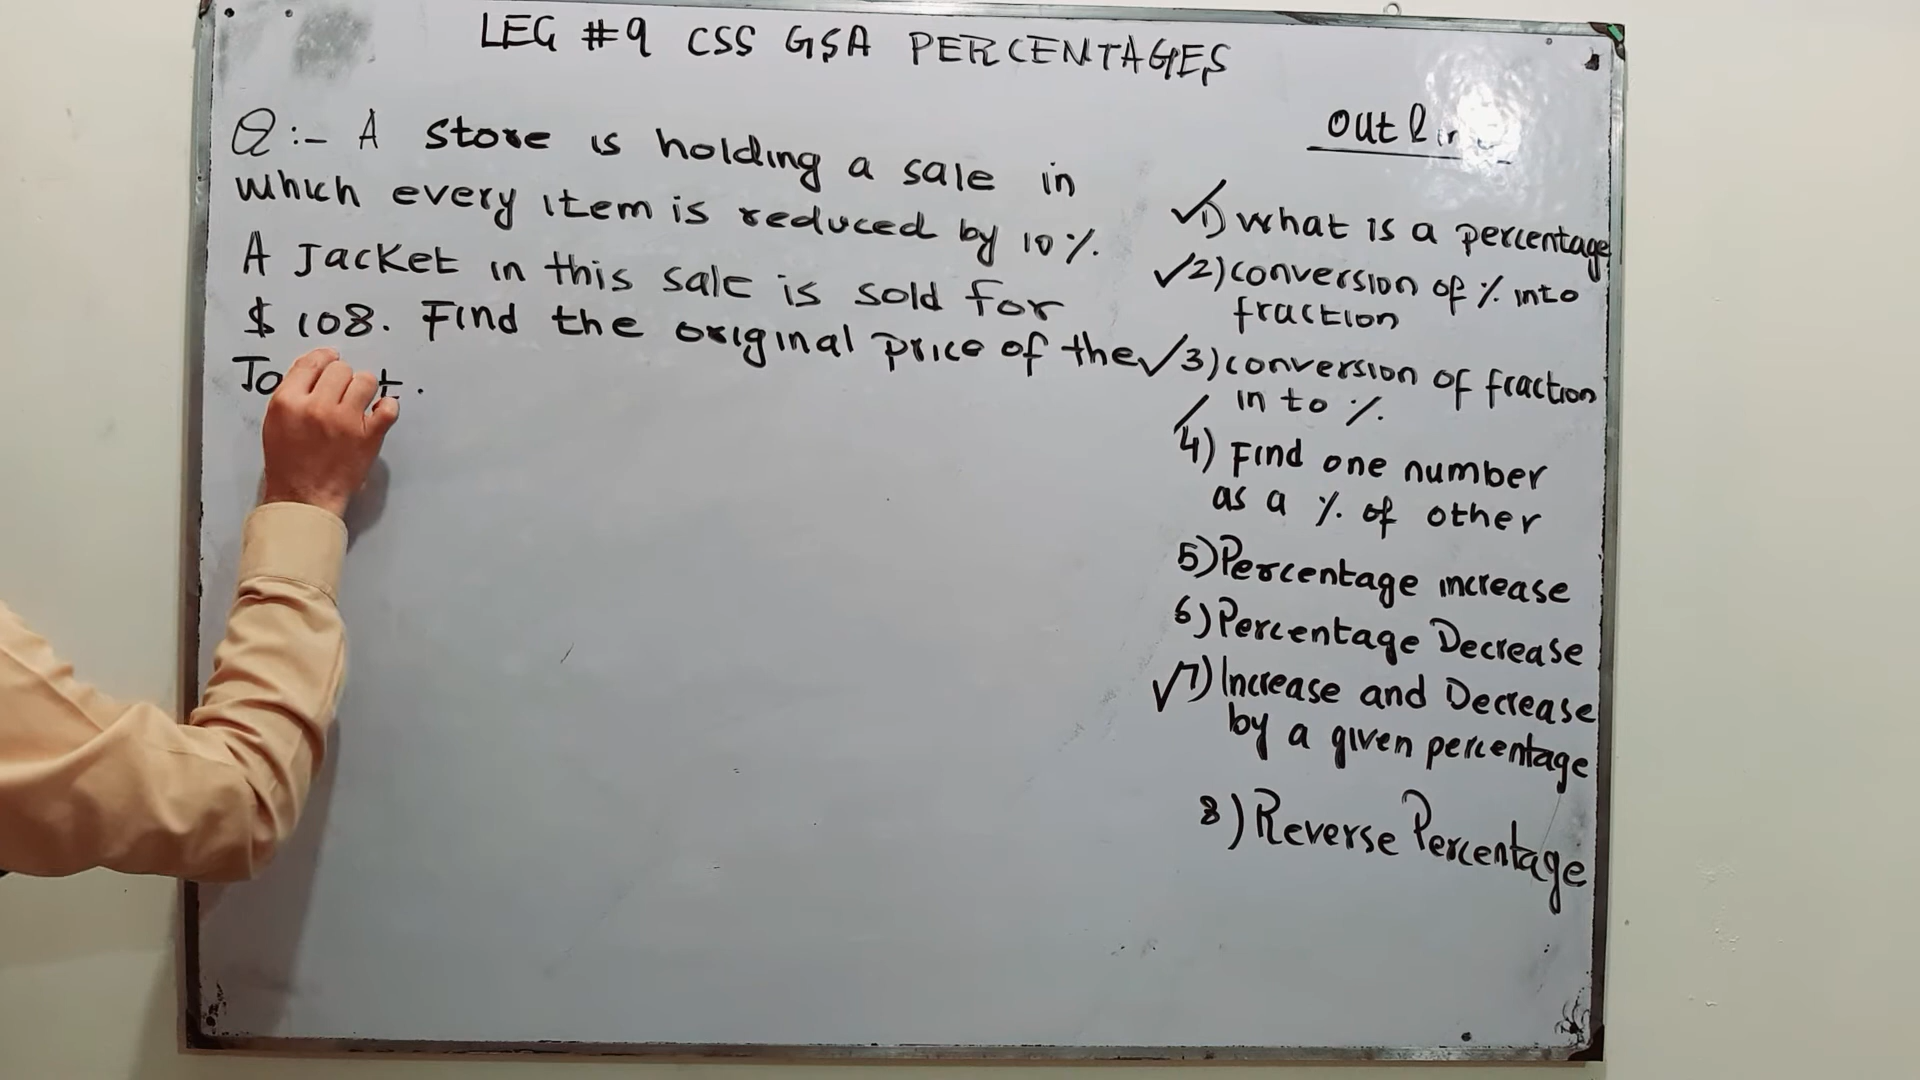 LEC #9 CSS GSA PERCENTAGES
Q:- A store is holding a sale in
which every item is reduced by 10%.
A Jacket in this sale is sold for
$ 108. Find the original price of the
✓1) What is a percentage
✓2) conversion of % into
fraction
✓3) conversion of fraction
in to %.
4) Find one number
as a % of other
5) Percentage increase
6) Percentage Decrease
✓7) Increase and Decrease
by a given percentage
8) Reverse Percentage